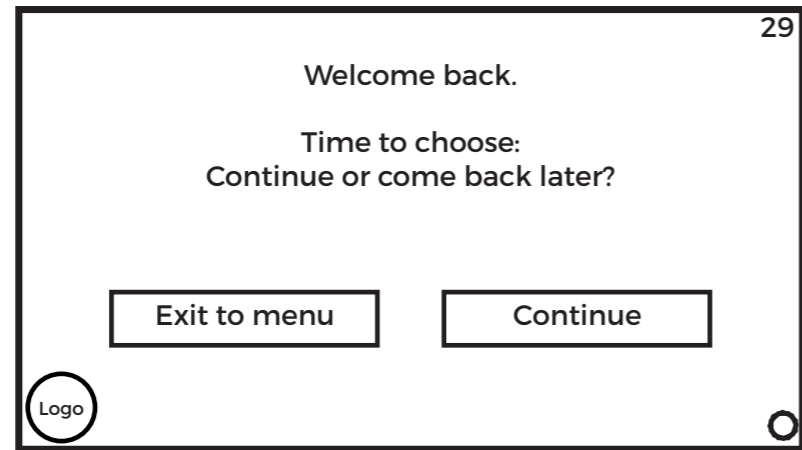 29
Welcome back.
Time to choose:
Continue or come back later?
Exit to menu
Continue
Logo